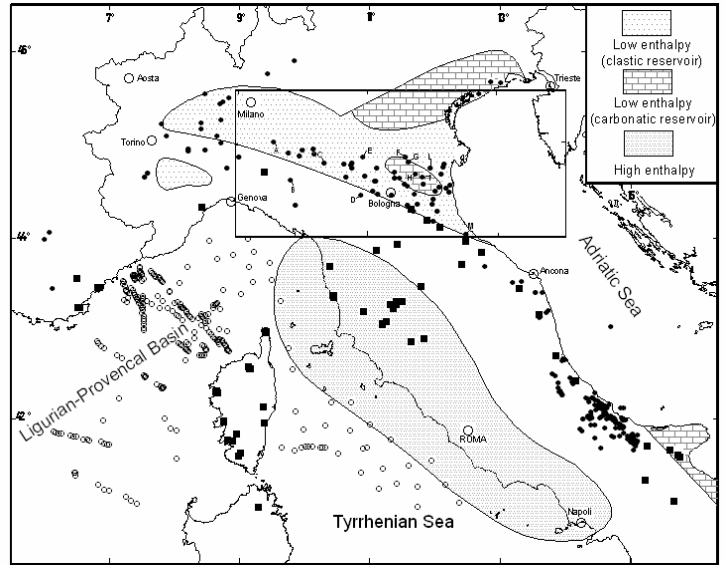 7°
9°
11°
13°
46°
44°
42°
Low enthalpy
(clastic reservoir)
Low enthalpy
(carbonatic reservoir)
High enthalpy
Aosta
Milano
Trieste
Torino
A
C
E
F
G
L
H
I
B
D
Bologna
Genova
M
Ancona
Adriatic Sea
Ligurian-Provencal Basin
ROMA
Napoli
Tyrrhenian Sea